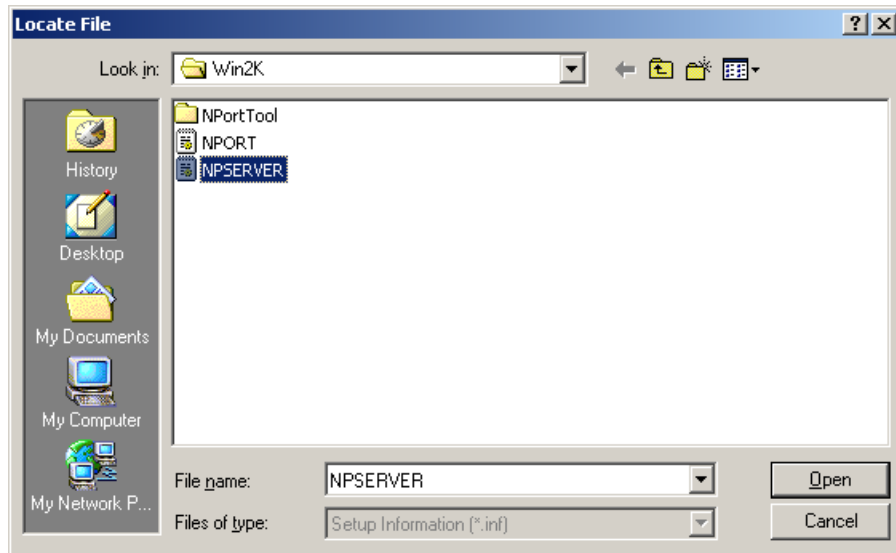 Locate File
Look in:
Win2K
History
Desktop
My Documents
My Computer
My Network P...
NPortTool
NPORT
NPSERVER
File name:
NPSERVER
Open
Files of type:
Setup Information (*.inf)
Cancel